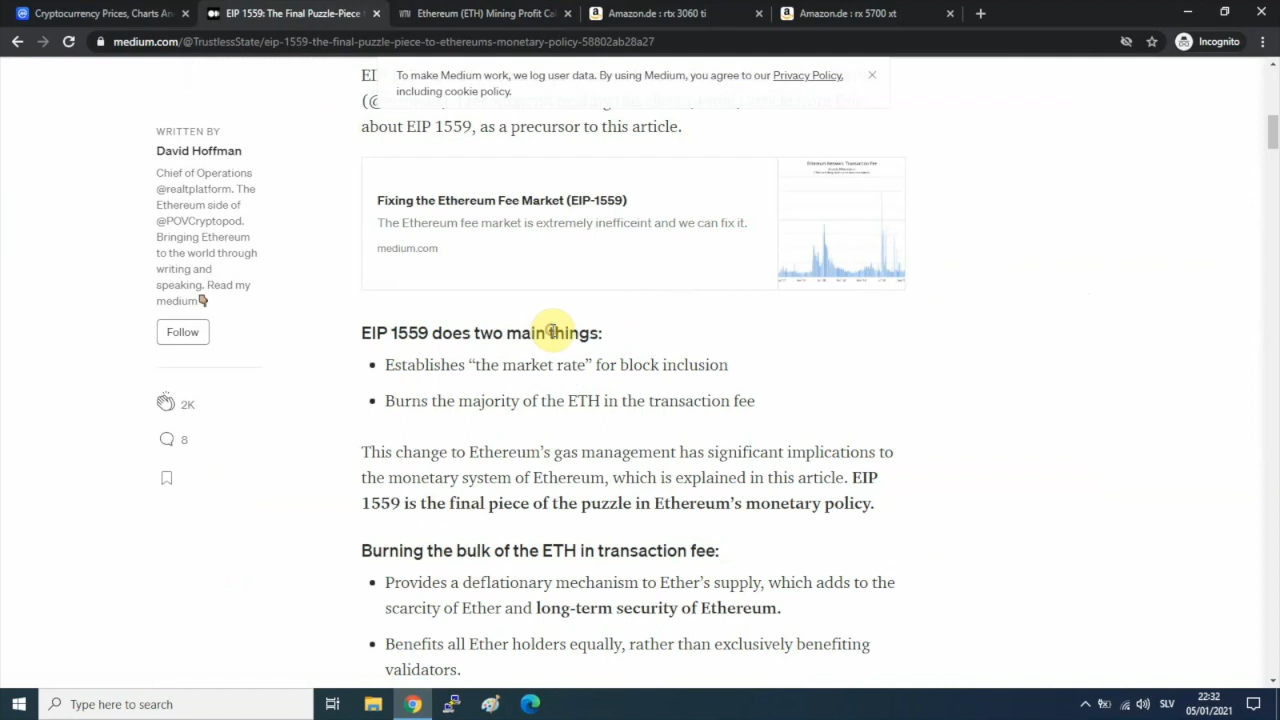 Cryptocurrency Prices, Charts An
EIP 1559: The Final Puzzle-Piece
Ethereum (ETH) Mining Profit Cal
Amazon.de : rtx 3060 ti
Amazon.de : rx 5700 xt
medium.com/@TrustlessState/eip-1559-the-final-puzzle-piece-to-ethereums-monetary-policy-58802ab28a27
Incognito
To make Medium work, we log user data. By using Medium, you agree to our Privacy Policy,
including cookie policy.
about EIP 1559, as a precursor to this article.
WRITTEN BY
David Hoffman
of Operations
@realtplatform. The
Ethereum side of
@POVCryptopod.
Bringing Ethereum
to the world through
writing and
speaking. Read my
medium
Follow
2K
8
Ethereum Network Transaction Fee
Fixing the Ethereum Fee Market (EIP-1559)
The Ethereum fee market is extremely inefficeint and we can fix it.
medium.com
EIP 1559 does two main things:
• Establishes “the market rate” for block inclusion
• Burns the majority of the ETH in the transaction fee
This change to Ethereum’s gas management has significant implications to
the monetary system of Ethereum, which is explained in this article. EIP
1559 is the final piece of the puzzle in Ethereum’s monetary policy.
Burning the bulk of the ETH in transaction fee:
• Provides a deflationary mechanism to Ether’s supply, which adds to the
scarcity of Ether and long-term security of Ethereum.
• Benefits all Ether holders equally, rather than exclusively benefiting
validators.
Type here to search
SLV
22:32
05/01/2021